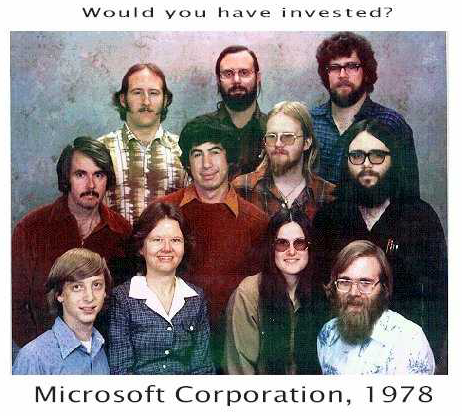 Would you have invested?
Microsoft Corporation, 1978